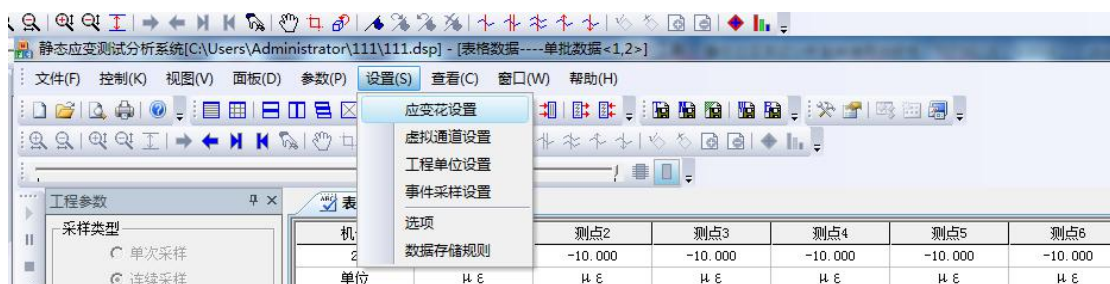 静态应变测试分析系统[C:\Users\Administrator\111\111.dsp] - [表格数据----单批数据<1,2>]
文件(F) 控制(K) 视图(V) 面板(D) 参数(P) 设置(S) 查看(C) 窗口(W) 帮助(H)
应变花设置
虚拟通道设置
工程单位设置
事件采样设置
选项
数据存储规则
工程参数
采样类型
单次采样
连续采样
表
机 测点2 测点3 测点4 测点5 测点6
2 -10.000 -10.000 -10.000 -10.000 -10.000
单位 με με με με με με